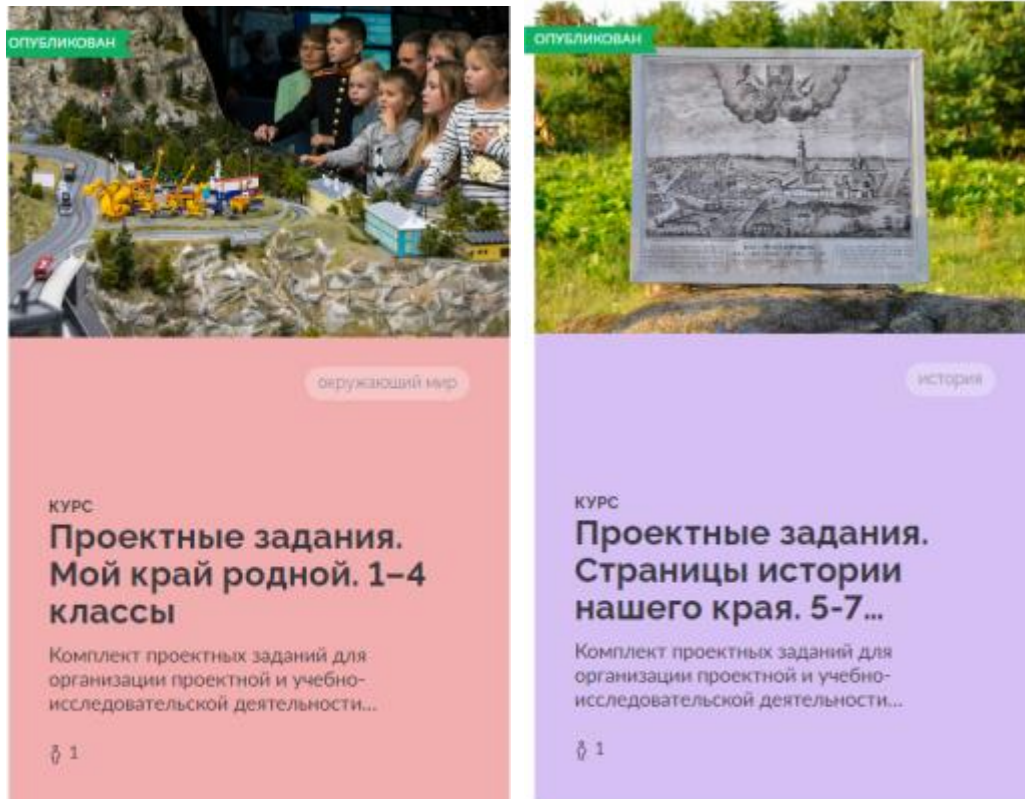 ОПУБЛИКОВАН
окружающий мир
КУРС
Проектные задания.
Мой край родной. 1–4
классы
Комплект проектных заданий для
организации проектной и учебно-
исследовательской деятельности...
1
ОПУБЛИКОВАН
история
КУРС
Проектные задания.
Страницы истории
нашего края. 5-7...
Комплект проектных заданий для
организации проектной и учебно-
исследовательской деятельности...
1